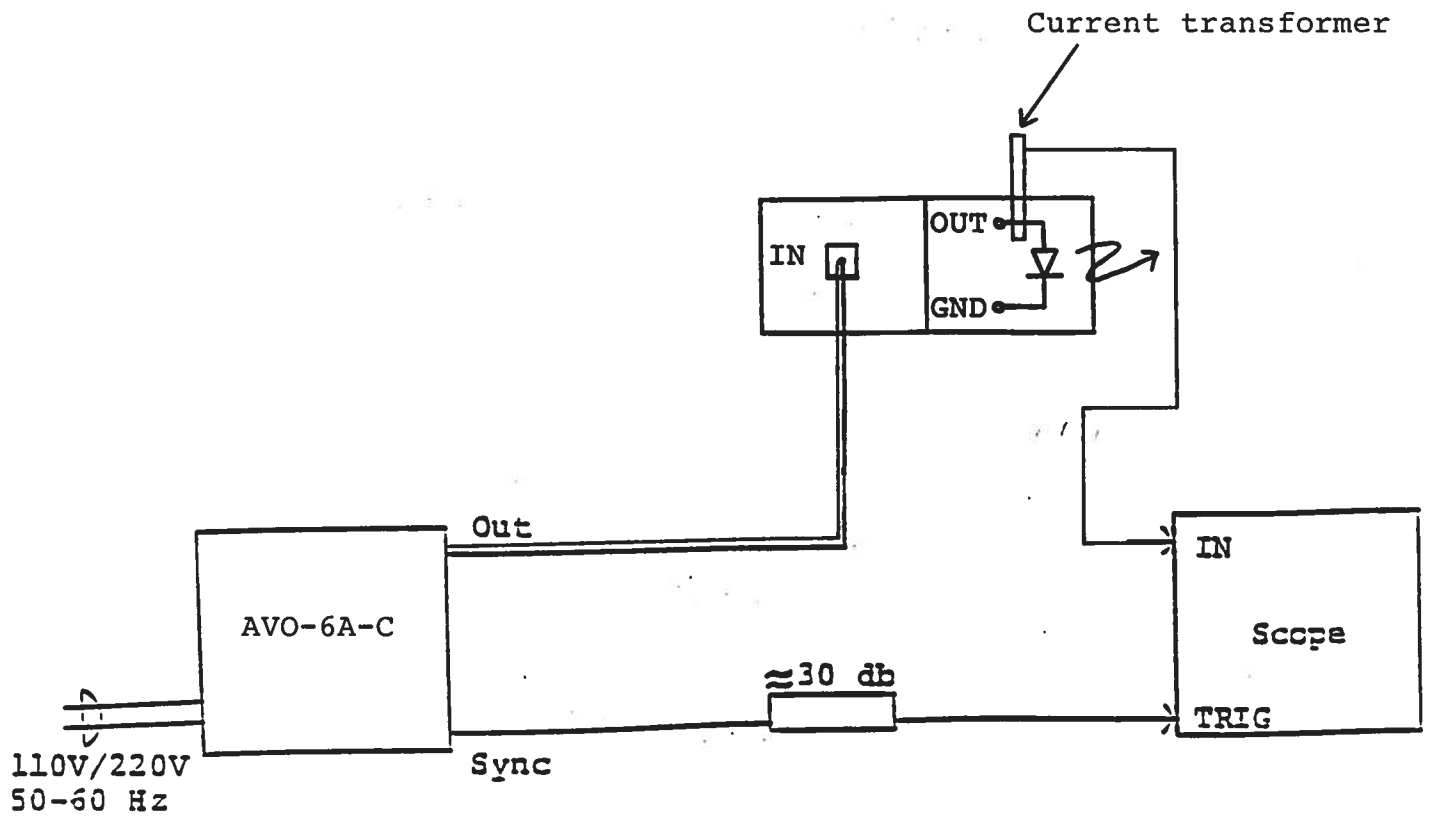 Current transformer
OUT
IN
GND
Out
IN
AVO-6A-C
Scope
≈30 db
TRIG
Sync
110V/220V
50-60 Hz